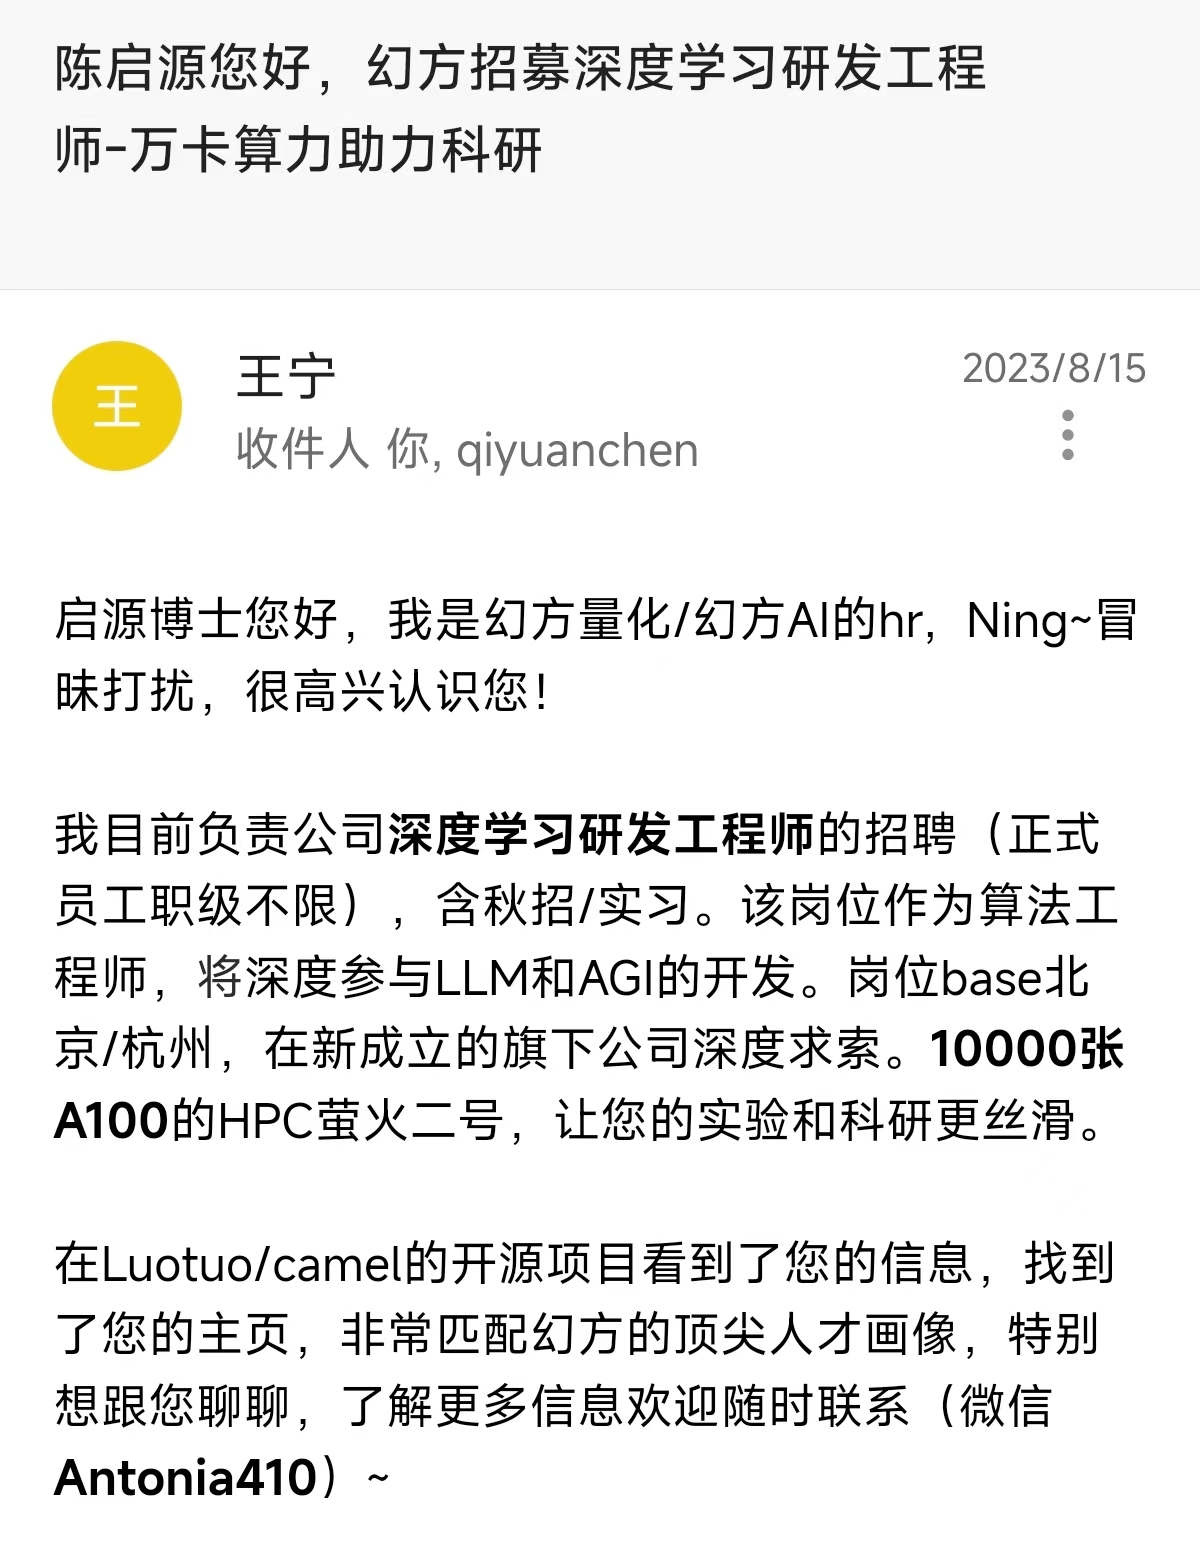 陈启源您好，幻方招募深度学习研发工程
师-万卡算力助力科研
王
王宁
2023/8/15
收件人 你, qiyuanchen
启源博士您好，我是幻方量化/幻方AI的hr，Ning~冒
昧打扰，很高兴认识您！
我目前负责公司深度学习研发工程师的招聘（正式
员工职级不限），含秋招/实习。该岗位作为算法工
程师，将深度参与LLM和AGI的开发。岗位base北
京/杭州，在新成立的旗下公司深度求索。10000张
A100的HPC萤火二号，让您的实验和科研更丝滑。
在Luotuo/camel的开源项目看到了您的信息，找到
了您的主页，非常匹配幻方的顶尖人才画像，特别
想跟您聊聊，了解更多信息欢迎随时联系（微信
Antonia410）~